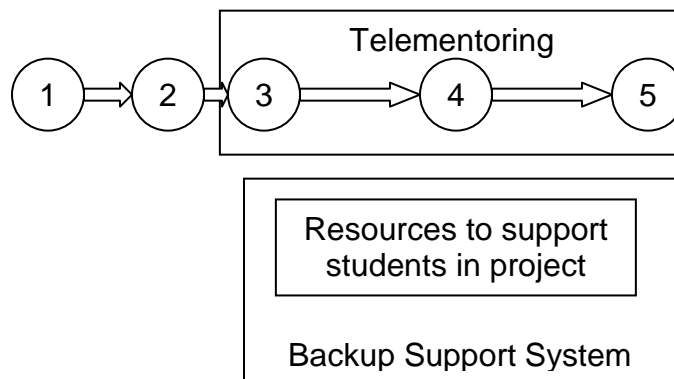 Telementoring
1 2 3 4 5
Resources to support
students in project
Backup Support System